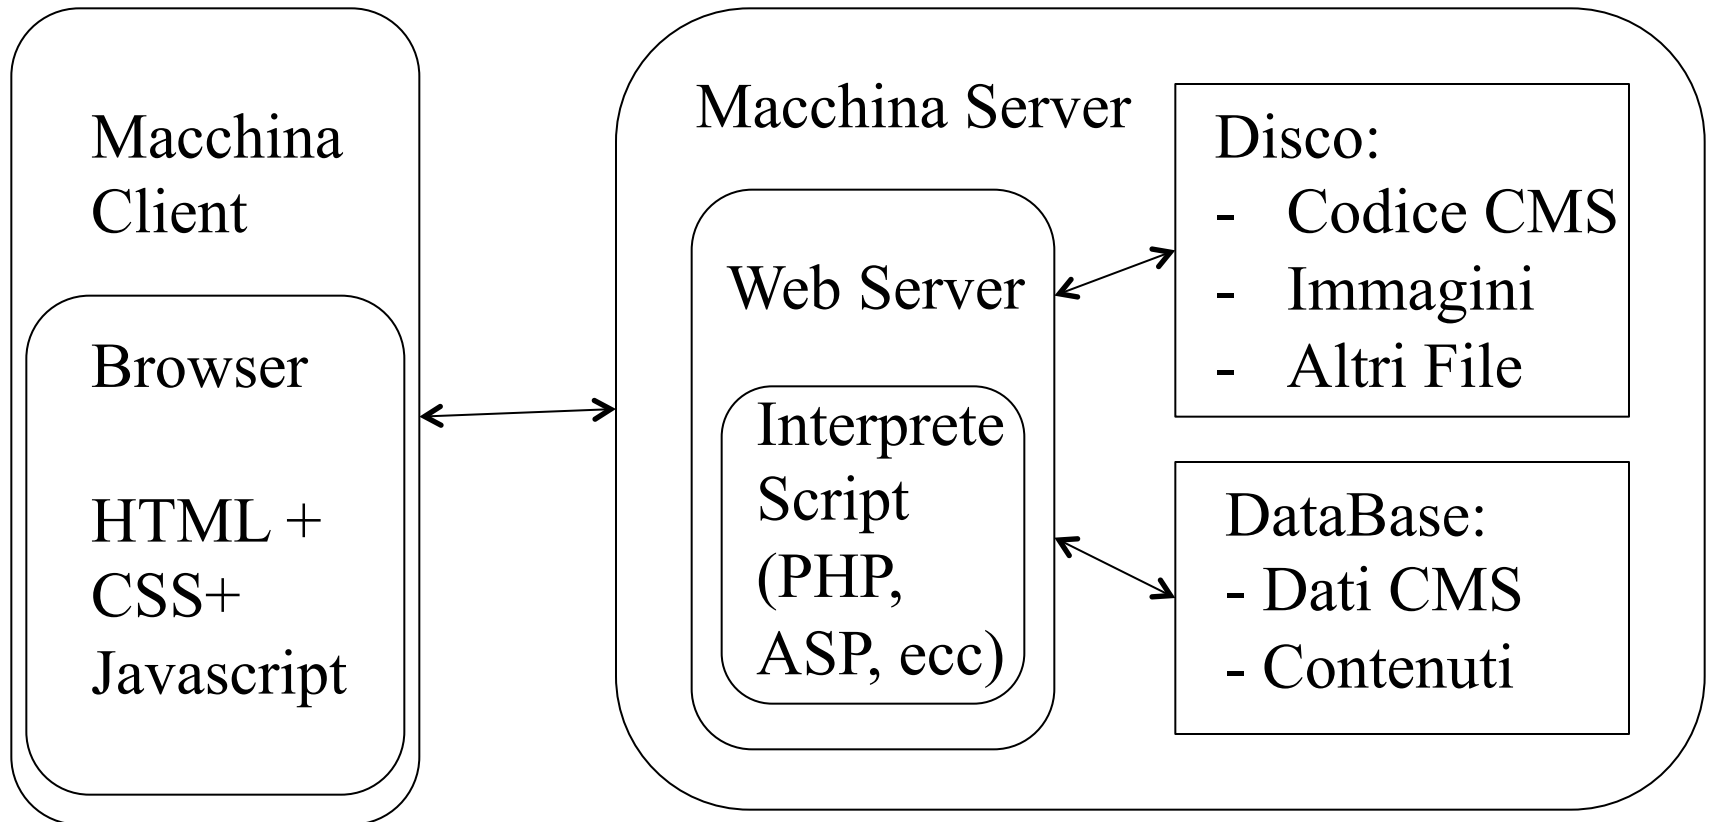 Macchina
Client
Browser
HTML +
CSS+
Javascript
Macchina Server
Web Server
Interprete
Script
(PHP,
ASP, ecc)
Disco:
- Codice CMS
- Immagini
- Altri File
DataBase:
- Dati CMS
- Contenuti